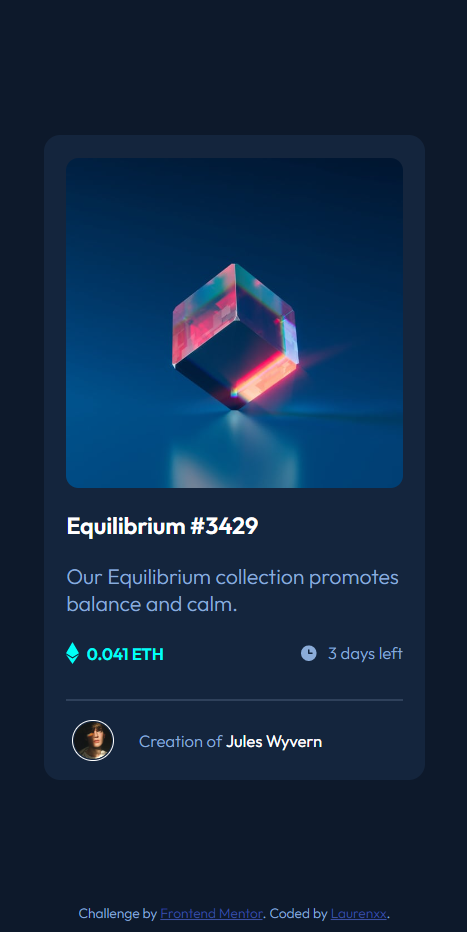 Equilibrium #3429
Our Equilibrium collection promotes
balance and calm.
0.041 ETH
3 days left
Creation of Jules Wyvern
Challenge by Frontend Mentor. Coded by Laurenxx.